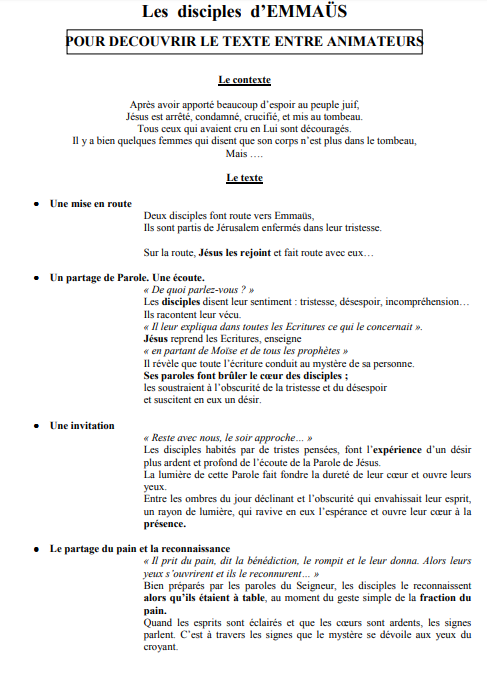 Les disciples d'EMMAÜS
POUR DECOUVRIR LE TEXTE ENTRE ANIMATEURS
Le contexte
Après avoir apporté beaucoup d'espoir au peuple juif,
Jésus est arrêté, condamné, crucifié, et mis au tombeau.
Tous ceux qui avaient cru en Lui sont découragés.
Il y a bien quelques femmes qui disent que son corps n'est plus dans le tombeau,
Mais ….
Le texte
● Une mise en route
Deux disciples font route vers Emmaüs,
Ils sont partis de Jérusalem enfermés dans leur tristesse.
Sur la route, Jésus les rejoint et fait route avec eux…
● Un partage de Parole. Une écoute.
« De quoi parlez-vous ? »
Les disciples disent leur sentiment : tristesse, désespoir, incompréhension…
Ils racontent leur vécu.
« Il leur expliqua dans toutes les Ecritures ce qui le concernait ».
Jésus reprend les Ecritures, enseigne
« en partant de Moïse et de tous les prophètes »
Il révèle que toute l'écriture conduit au mystère de sa personne.
Ses paroles font brûler le cœur des disciples ;
les soustraient à l'obscurité de la tristesse et du désespoir
et suscitent en eux un désir.
● Une invitation
« Reste avec nous, le soir approche… »
Les disciples habités par de tristes pensées, font l'expérience d'un désir
plus ardent et profond de l'écoute de la Parole de Jésus.
La lumière de cette Parole fait fondre la dureté de leur cœur et ouvre leurs
yeux.
Entre les ombres du jour déclinant et l'obscurité qui envahissait leur esprit,
un rayon de lumière, qui ravive en eux l'espérance et ouvre leur cœur à la
présence.
● Le partage du pain et la reconnaissance
« Il prit du pain, dit la bénédiction, le rompit et le leur donna. Alors leurs
yeux s'ouvrirent et ils le reconnurent… »
Bien préparés par les paroles du Seigneur, les disciples le reconnaissent
alors qu'ils étaient à table, au moment du geste simple de la fraction du
pain.
Quand les esprits sont éclairés et que les cœurs sont ardents, les signes
parlent. C'est à travers les signes que le mystère se dévoile aux yeux du
croyant.